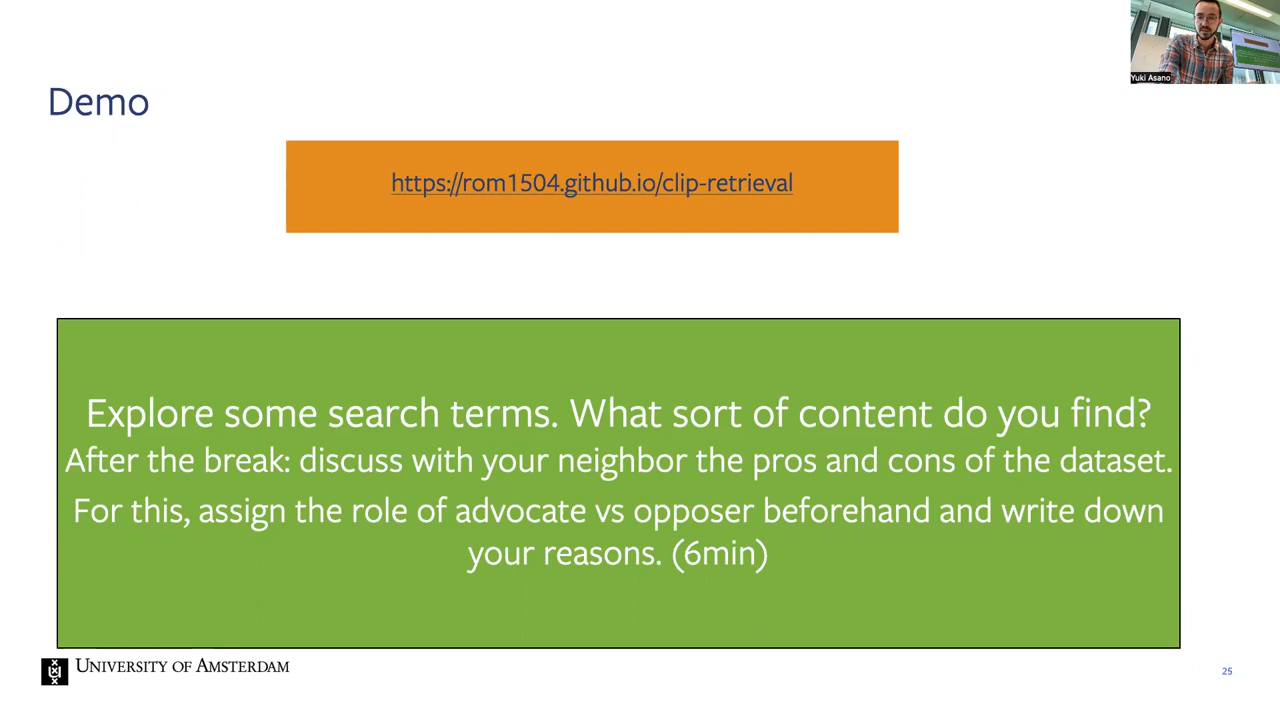 Yuki Asano
Demo
https://rom1504.github.io/clip-retrieval
Explore some search terms. What sort of content do you find?
After the break: discuss with your neighbor the pros and cons of the dataset.
For this, assign the role of advocate vs opposer beforehand and write down
your reasons. (6min)
UNIVERSITY OF AMSTERDAM
25